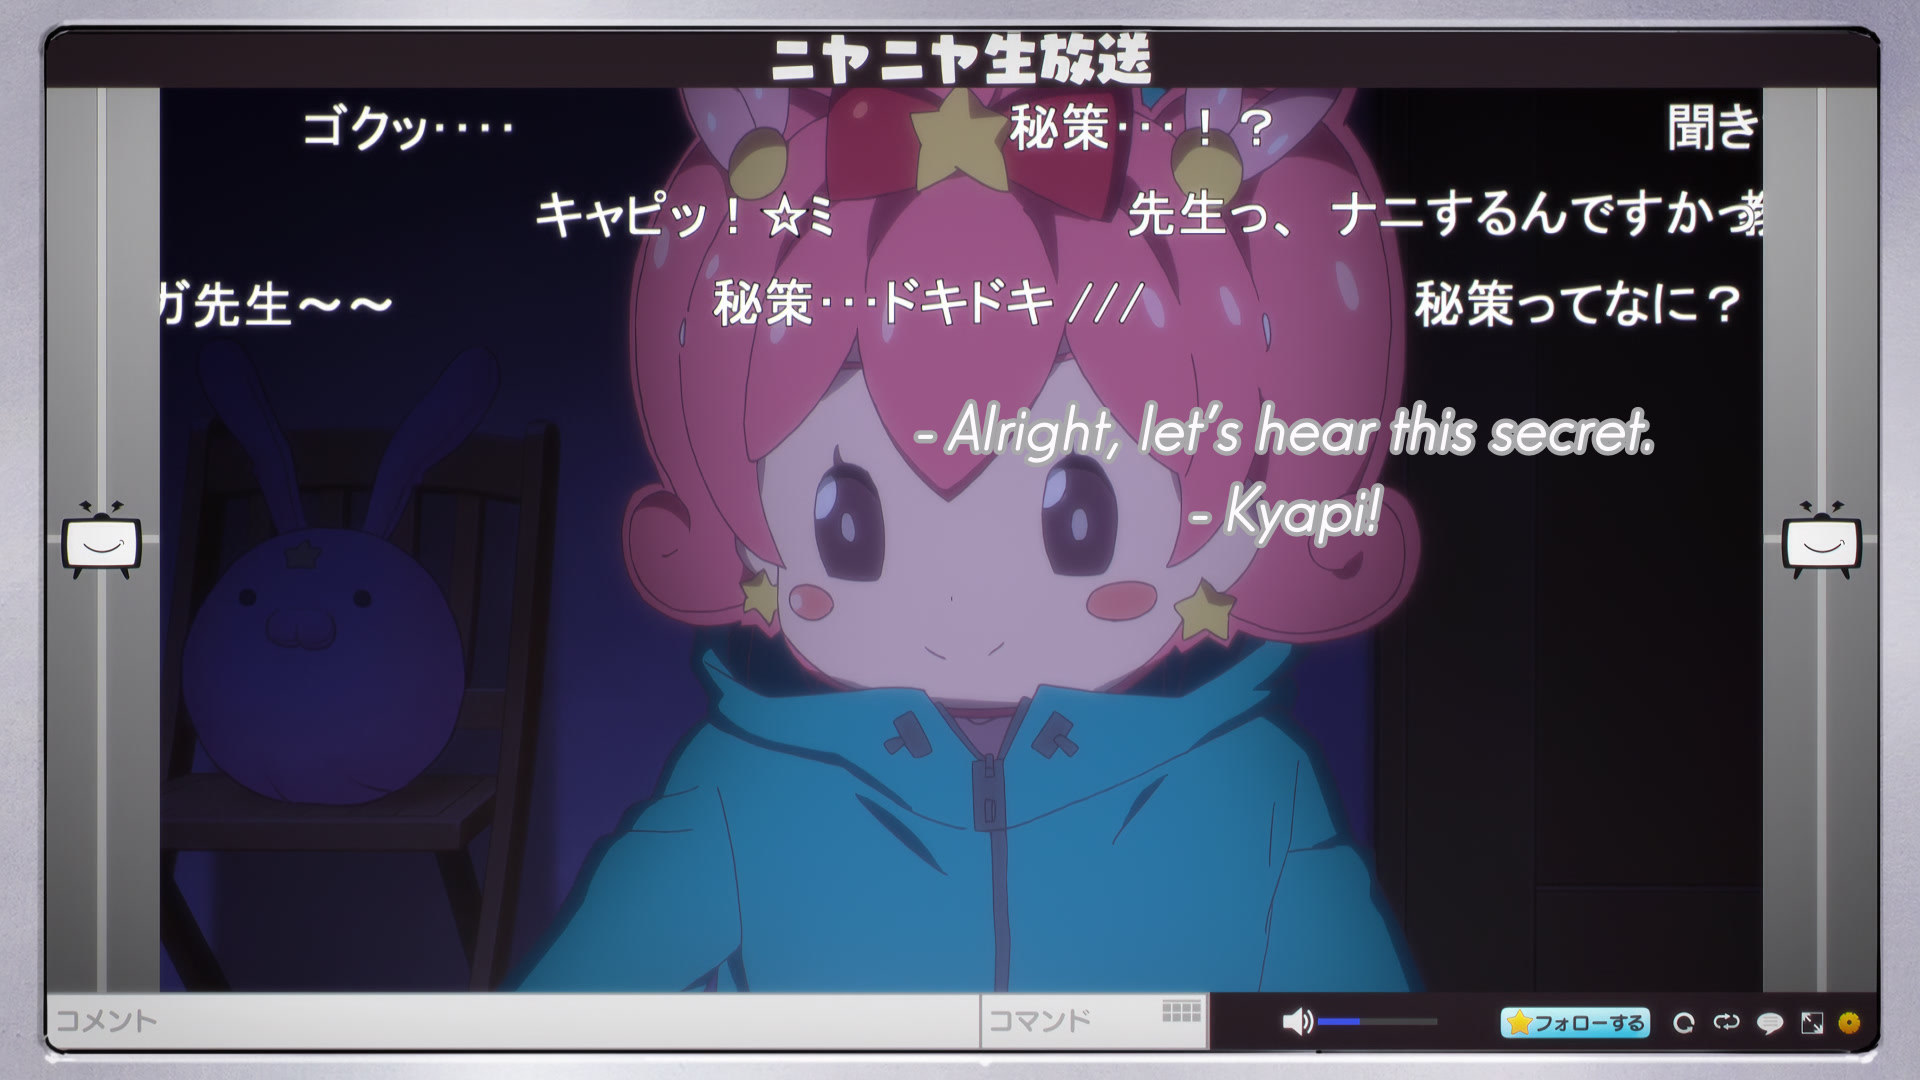 ニヤニヤ生放送
ゴクッ････
秘策･･･！？
聞き
キャピッ！☆ミ
先生っ、ナニするんですかっ
ガ先生～～
秘策･･･ドキドキ ///
秘策ってなに？
- Alright, let's hear this secret.
- Kyapi!
コメント
コマンド
フォローする